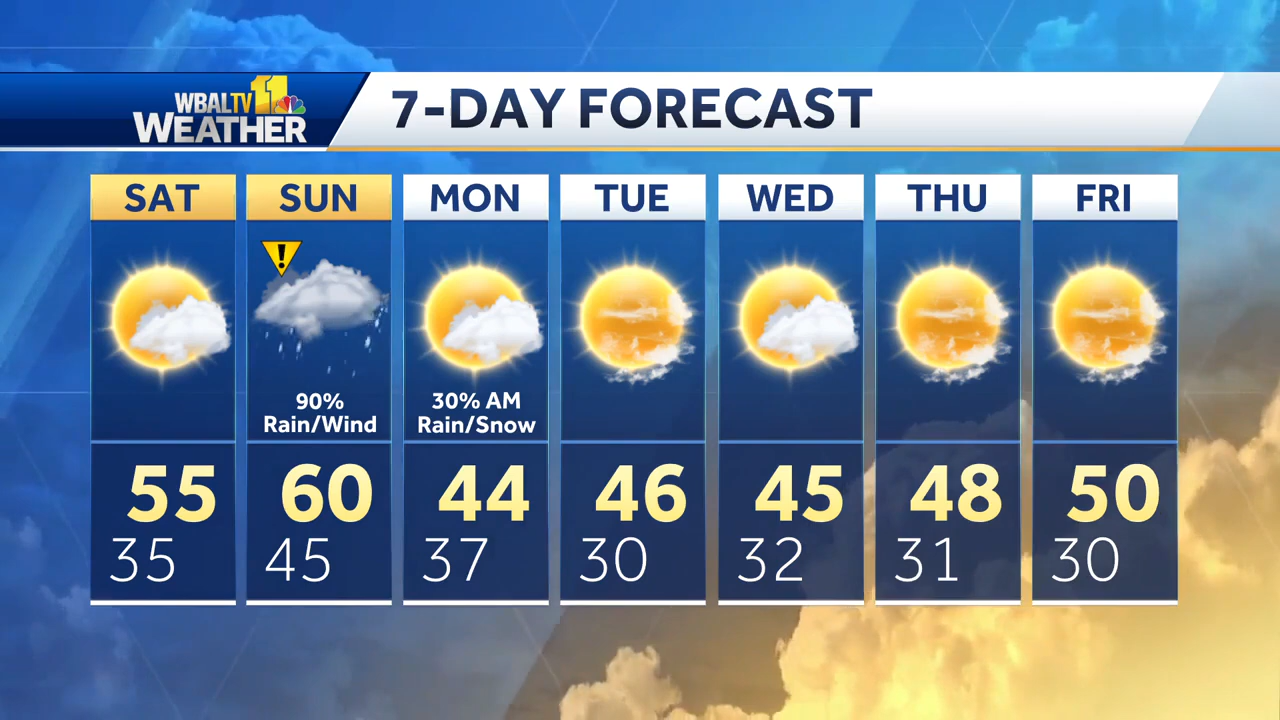 WBALTV 11
WEATHER
7-DAY FORECAST
SAT
SUN
MON
TUE
WED
THU
FRI
!
90%
Rain/Wind
30% AM
Rain/Snow
55
60
44
46
45
48
50
35
45
37
30
32
31
30